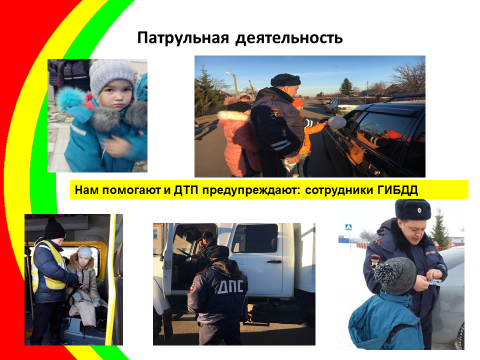 Патрульная деятельность
Нам помогают и ДТП предупреждают: сотрудники ГИБДД
ДПС